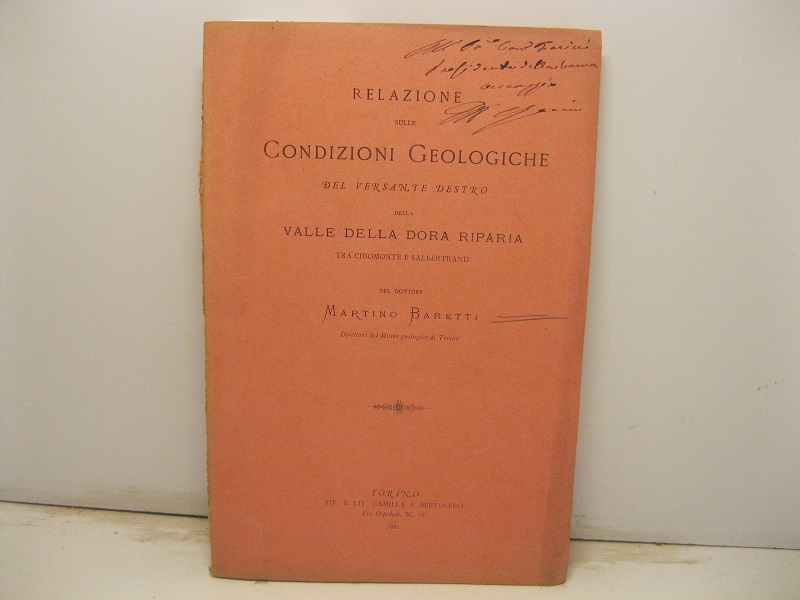 RELAZIONE
SULLE
CONDIZIONI GEOLOGICHE
DEL VERSANTE DESTRO
DELLA
VALLE DELLA DORA RIPARIA
TRA CHIOMONTE E SALBERTRAND
DEL DOTTORE
MARTINO BARETTI
Direttore del Museo geologico di Torino
TORINO
TIP. E LIT. CAMILLA E BERTOLERO
Via Ospedale, N.